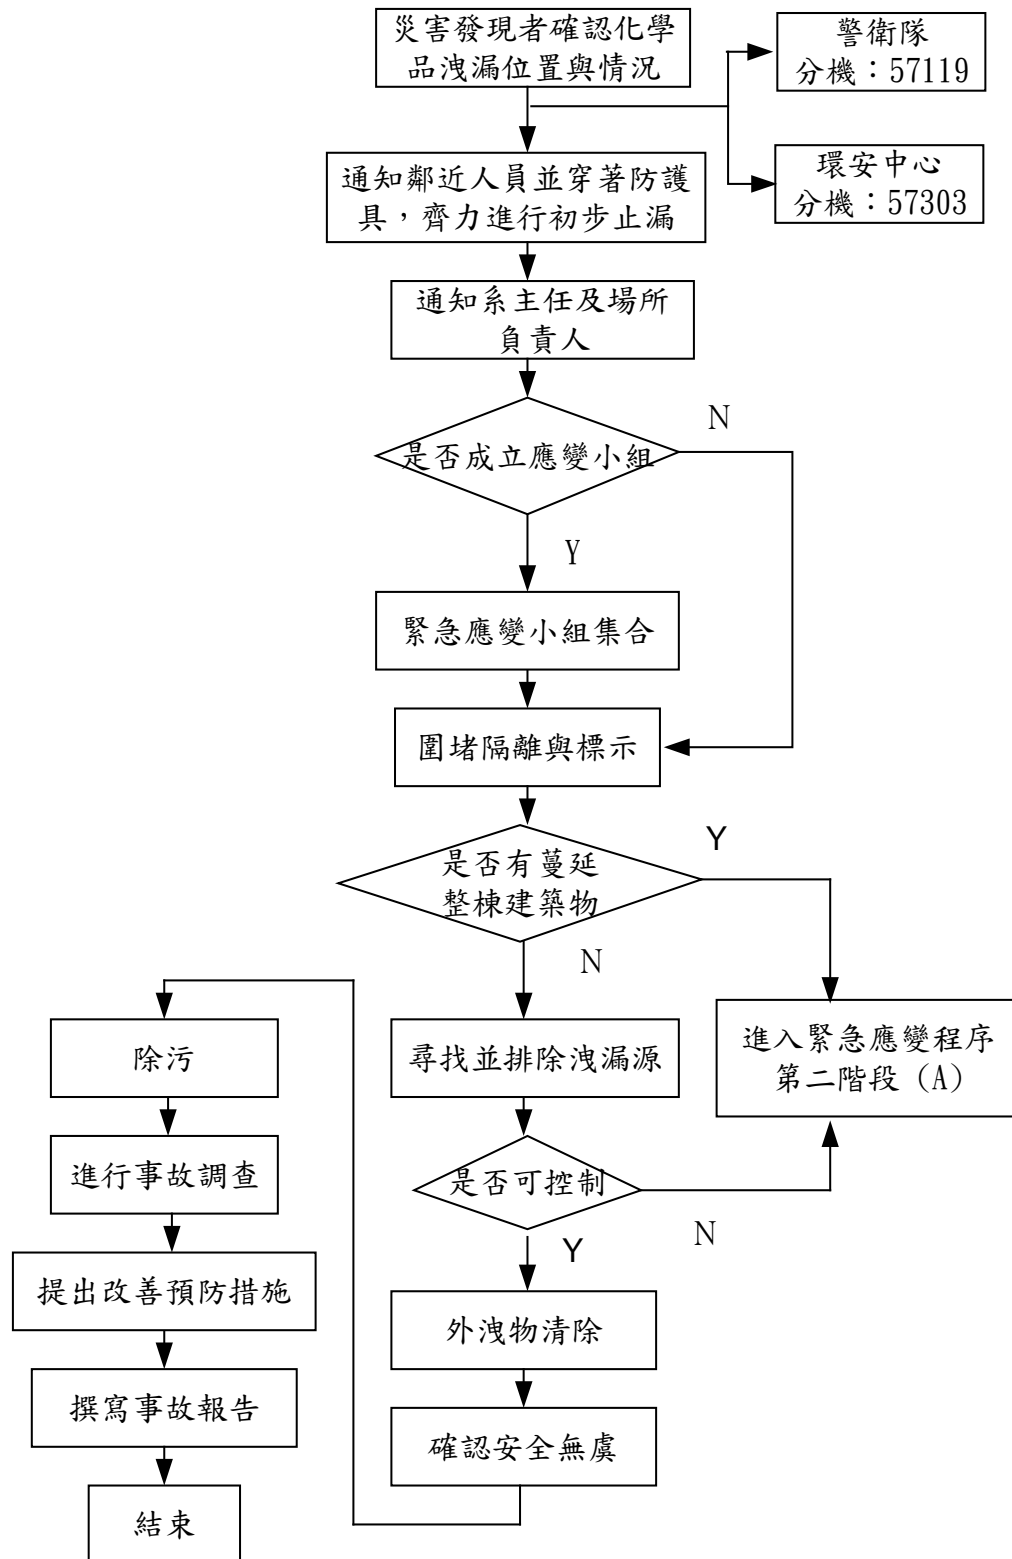 災害發現者確認化學
品洩漏位置與情況
警衛隊
分機：57119
環安中心
分機：57303
通知鄰近人員並穿著防護
具，齊力進行初步止漏
通知系主任及場所
負責人
是否成立應變小組
N
Y
緊急應變小組集合
圍堵隔離與標示
是否有蔓延
整棟建築物
Y
N
尋找並排除洩漏源
進入緊急應變程序
第二階段 (A)
是否可控制
N
Y
外洩物清除
確認安全無虞
除污
進行事故調查
提出改善預防措施
撰寫事故報告
結束